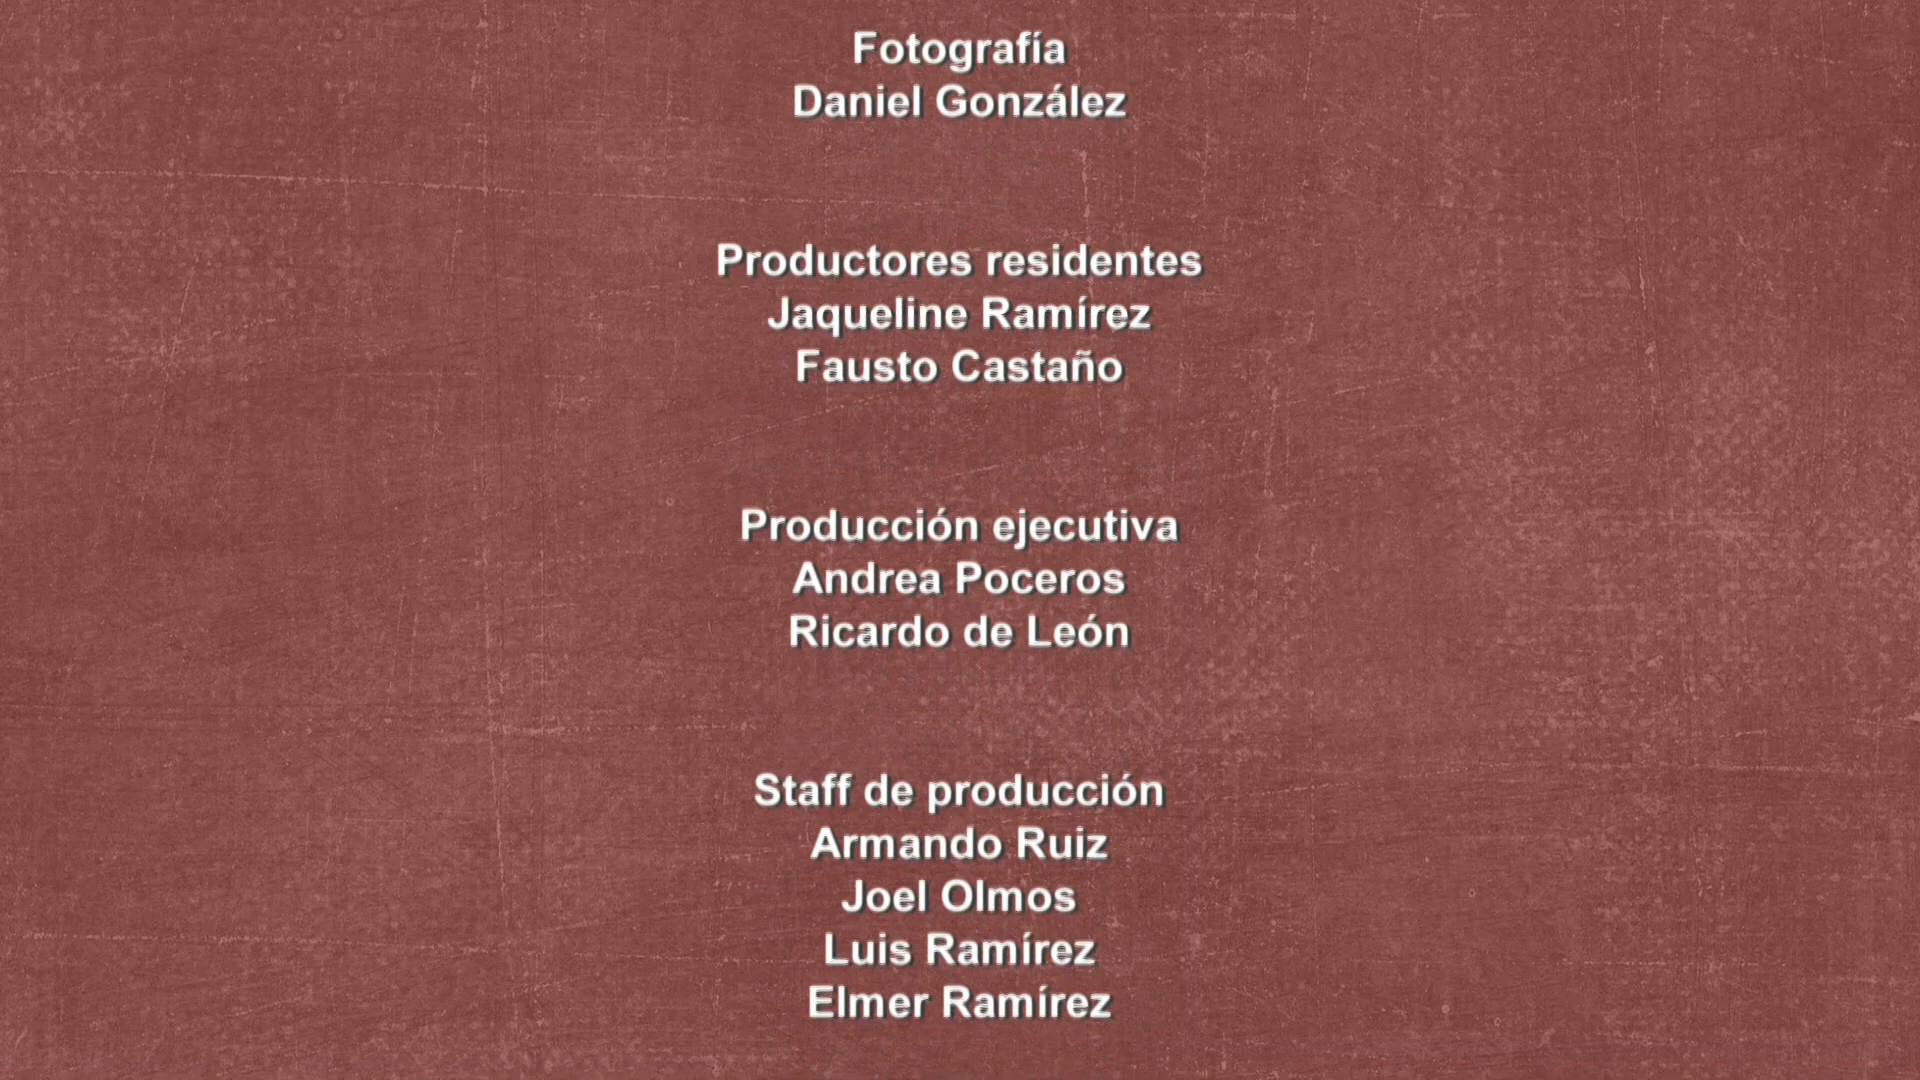 Fotografía
Daniel González
Productores residentes
Jaqueline Ramírez
Fausto Castaño
Producción ejecutiva
Andrea Poceros
Ricardo de León
Staff de producción
Armando Ruiz
Joel Olmos
Luis Ramírez
Elmer Ramírez